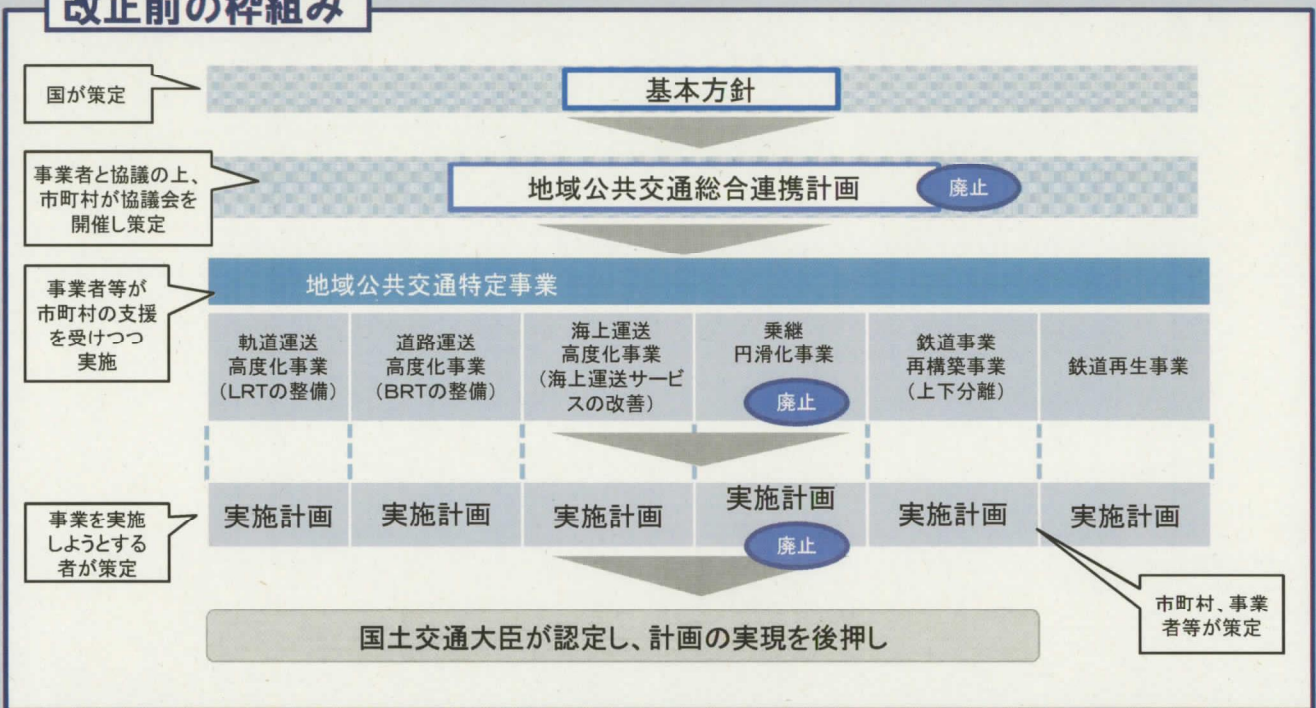 改正前の枠組み
国が策定
基本方針
事業者と協議の上、
市町村が協議会を
開催し策定
地域公共交通総合連携計画
廃止
事業者等が
市町村の支援
を受けつつ
実施
地域公共交通特定事業
軌道運送
高度化事業
(LRTの整備)
道路運送
高度化事業
(BRTの整備)
海上運送
高度化事業
(海上運送サービ
スの改善)
乗継
円滑化事業
廃止
鉄道事業
再構築事業
(上下分離)
鉄道再生事業
事業を実施
しようとする
者が策定
実施計画
実施計画
実施計画
実施計画
廃止
実施計画
実施計画
市町村、事業
者等が策定
国土交通大臣が認定し、計画の実現を後押し